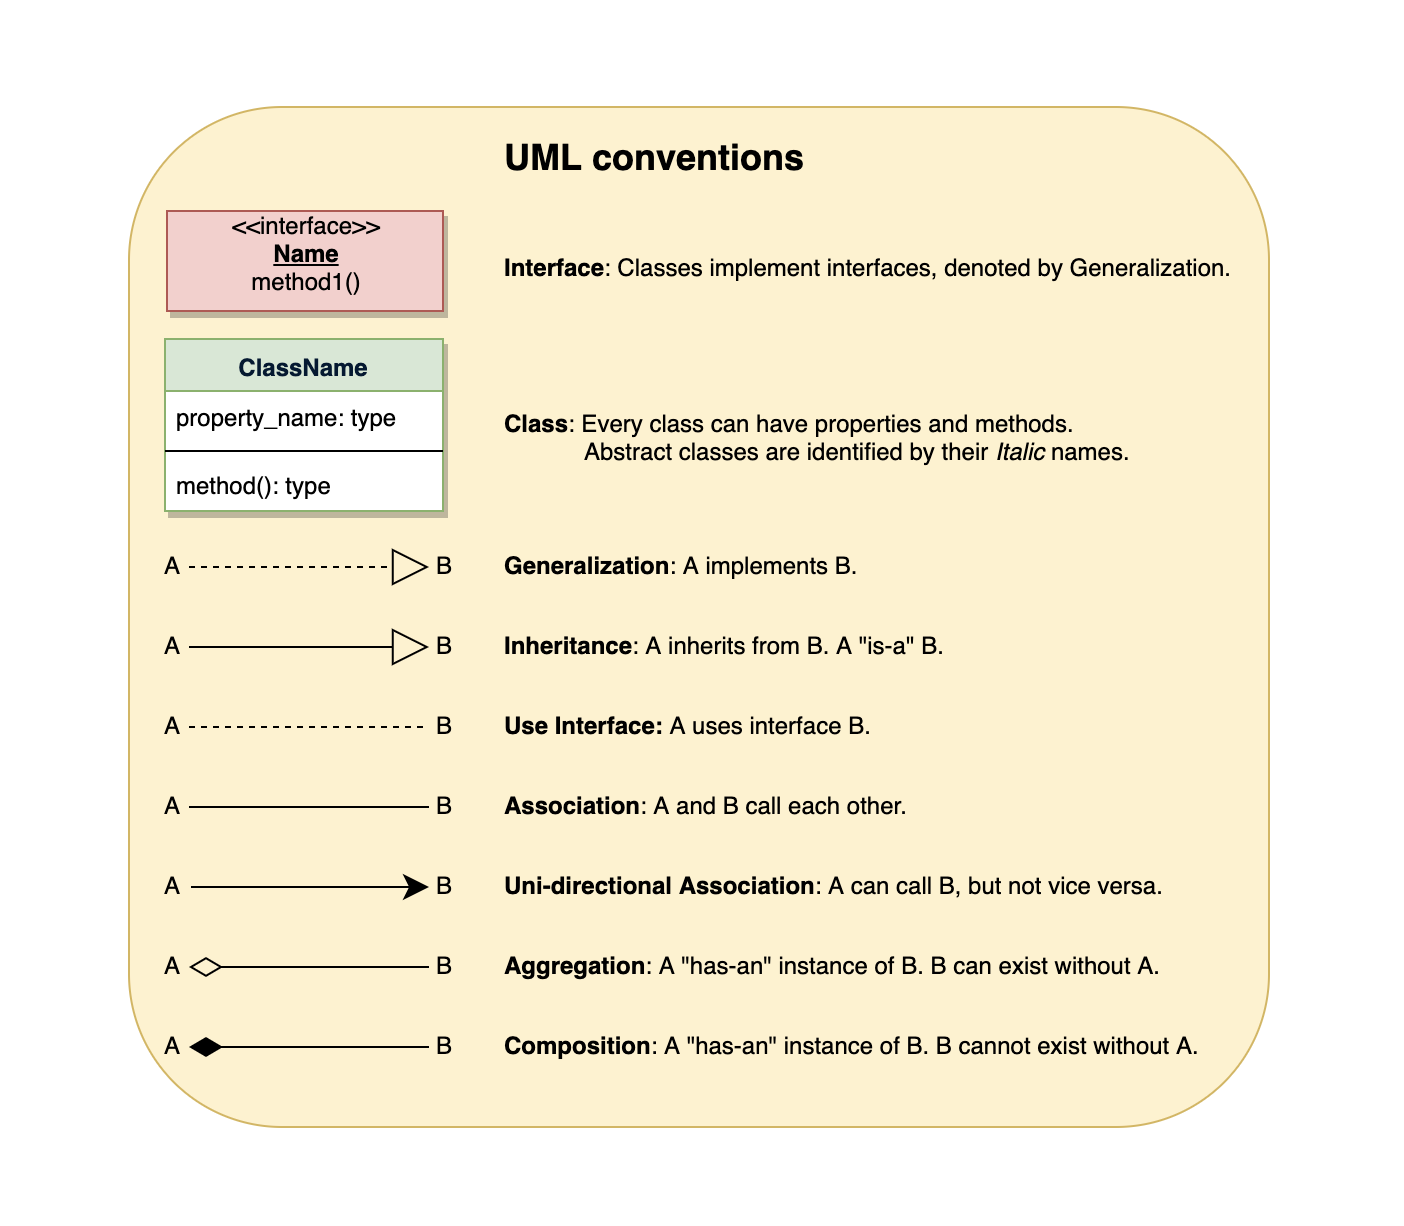 UML conventions
<<interface>>
Name
method1()
Interface: Classes implement interfaces, denoted by Generalization.
ClassName
property_name: type
method(): type
Class: Every class can have properties and methods.
Abstract classes are identified by their Italic names.
A B Generalization: A implements B.
A B Inheritance: A inherits from B. A "is-a" B.
A B Use Interface: A uses interface B.
A B Association: A and B call each other.
A B Uni-directional Association: A can call B, but not vice versa.
A B Aggregation: A "has-an" instance of B. B can exist without A.
A B Composition: A "has-an" instance of B. B cannot exist without A.